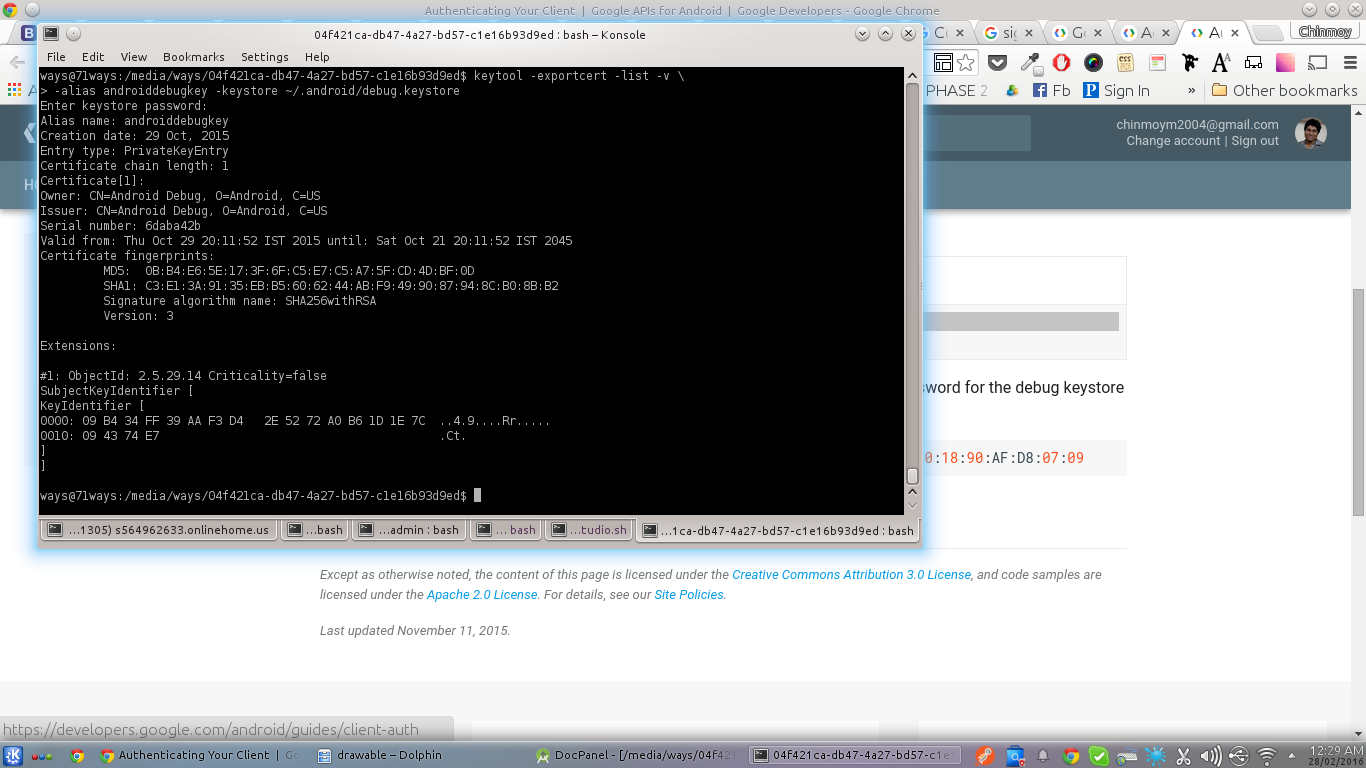 Authenticating Your Client | Google APIs for Android | Google Developers - Google Chrome
04f421ca-db47-4a27-bd57-c1e16b93d9ed : bash – Konsole
Chinmoy
File Edit View Bookmarks Settings Help
ways@71ways:/media/ways/04f421ca-db47-4a27-bd57-c1e16b93d9ed$ keytool -exportcert -list -v \
> -alias androiddebugkey -keystore ~/.android/debug.keystore
Enter keystore password:
Alias name: androiddebugkey
Creation date: 29 Oct, 2015
Entry type: PrivateKeyEntry
Certificate chain length: 1
Certificate[1]:
Owner: CN=Android Debug, O=Android, C=US
Issuer: CN=Android Debug, O=Android, C=US
Serial number: 6daba42b
Valid from: Thu Oct 29 20:11:52 IST 2015 until: Sat Oct 21 20:11:52 IST 2045
Certificate fingerprints:
MD5: 0B:B4:E6:5E:17:3F:6F:C5:E7:C5:A7:5F:CD:4D:BF:0D
SHA1: C3:E1:3A:91:35:EB:B5:60:62:44:AB:F9:49:90:87:94:8C:B0:8B:B2
Signature algorithm name: SHA256withRSA
Version: 3
Extensions:
#1: ObjectId: 2.5.29.14 Criticality=false
SubjectKeyIdentifier [
KeyIdentifier [
0000: 09 B4 34 FF 39 AA F3 D4 2E 52 72 A0 B6 1D 1E 7C ..4.9....Rr.....
0010: 09 43 74 E7 .Ct.
]
]
ways@71ways:/media/ways/04f421ca-db47-4a27-bd57-c1e16b93d9ed$
...1305) s564962633.onlinehome.us ...bash ...admin : bash ... bash ...tudio.sh ...1ca-db47-4a27-bd57-c1e16b93d9ed : bash
PHASE 2 Fb Sign In » Other bookmarks
chinmoym2004@gmail.com
Change account | Sign out
sword for the debug keystore
0:18:90:AF:D8:07:09
Except as otherwise noted, the content of this page is licensed under the Creative Commons Attribution 3.0 License, and code samples are
licensed under the Apache 2.0 License. For details, see our Site Policies.
Last updated November 11, 2015.
https://developers.google.com/android/guides/client-auth
Authenticating Your Client | Go drawable – Dolphin DocPanel - [/media/ways/04f421 04f421ca-db47-4a27-bd57-c1e1 12:29 AM
28/02/2016